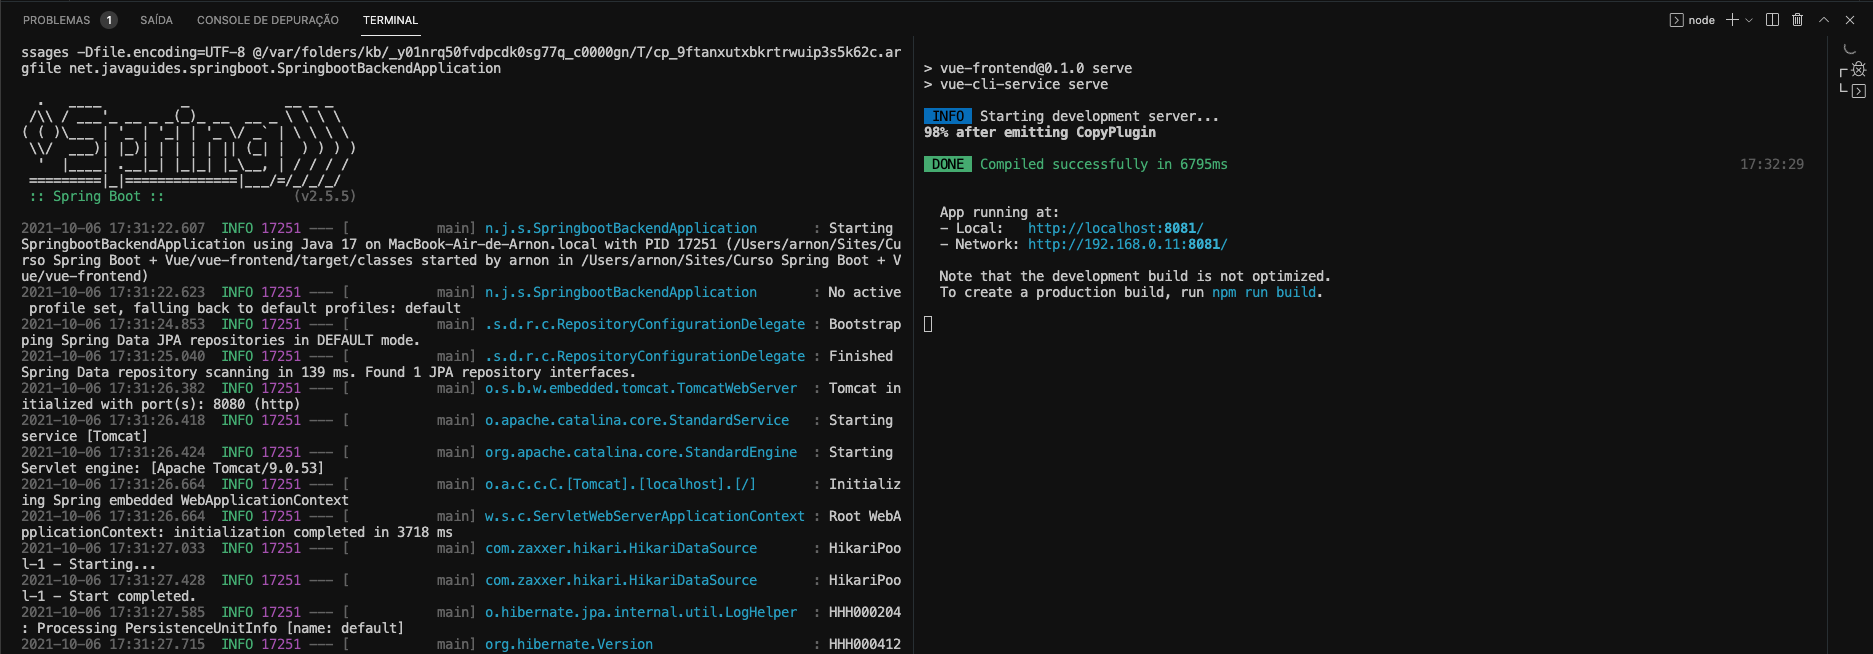 PROBLEMAS 1 SAÍDA CONSOLE DE DEPURAÇÃO TERMINAL node
ssages -Dfile.encoding=UTF-8 @/var/folders/kb/_y01nrq50fvdpcdk0sg77q_c0000gn/T/cp_9ftanxutxbkrtrwuip3s5k62c.ar
gfile net.javaguides.springboot.SpringbootBackendApplication
  .   ____          _            __ _ _
 /\\ / ___'_ __ _ _(_)_ __  __ _ \ \ \ \
( ( )\___ | '_ | '_| | '_ \/ _` | \ \ \ \
 \\/  ___)| |_)| | | | | || (_| |  ) ) ) )
  '  |____| .__|_| |_|_| |_\__, | / / / /
 =========|_|==============|___/=/_/_/_/
 :: Spring Boot ::                (v2.5.5)
2021-10-06 17:31:22.607  INFO 17251 --- [           main] n.j.s.SpringbootBackendApplication       : Starting
SpringbootBackendApplication using Java 17 on MacBook-Air-de-Arnon.local with PID 17251 (/Users/arnon/Sites/Cu
rso Spring Boot + Vue/vue-frontend/target/classes started by arnon in /Users/arnon/Sites/Curso Spring Boot + V
ue/vue-frontend)
2021-10-06 17:31:22.623  INFO 17251 --- [           main] n.j.s.SpringbootBackendApplication       : No active
 profile set, falling back to default profiles: default
2021-10-06 17:31:24.853  INFO 17251 --- [           main] .s.d.r.c.RepositoryConfigurationDelegate : Bootstrap
ping Spring Data JPA repositories in DEFAULT mode.
2021-10-06 17:31:25.040  INFO 17251 --- [           main] .s.d.r.c.RepositoryConfigurationDelegate : Finished
Spring Data repository scanning in 139 ms. Found 1 JPA repository interfaces.
2021-10-06 17:31:26.382  INFO 17251 --- [           main] o.s.b.w.embedded.tomcat.TomcatWebServer  : Tomcat in
itialized with port(s): 8080 (http)
2021-10-06 17:31:26.418  INFO 17251 --- [           main] o.apache.catalina.core.StandardService   : Starting
service [Tomcat]
2021-10-06 17:31:26.424  INFO 17251 --- [           main] org.apache.catalina.core.StandardEngine  : Starting
Servlet engine: [Apache Tomcat/9.0.53]
2021-10-06 17:31:26.664  INFO 17251 --- [           main] o.a.c.c.C.[Tomcat].[localhost].[/]       : Initializ
ing Spring embedded WebApplicationContext
2021-10-06 17:31:26.664  INFO 17251 --- [           main] w.s.c.ServletWebServerApplicationContext : Root WebA
pplicationContext: initialization completed in 3718 ms
2021-10-06 17:31:27.033  INFO 17251 --- [           main] com.zaxxer.hikari.HikariDataSource       : HikariPoo
l-1 - Starting...
2021-10-06 17:31:27.428  INFO 17251 --- [           main] com.zaxxer.hikari.HikariDataSource       : HikariPoo
l-1 - Start completed.
2021-10-06 17:31:27.585  INFO 17251 --- [           main] o.hibernate.jpa.internal.util.LogHelper  : HHH000204
: Processing PersistenceUnitInfo [name: default]
2021-10-06 17:31:27.715  INFO 17251 --- [           main] org.hibernate.Version                    : HHH000412
> vue-frontend@0.1.0 serve
> vue-cli-service serve
INFO  Starting development server...
98% after emitting CopyPlugin
DONE  Compiled successfully in 6795ms 17:32:29
App running at:
- Local:   http://localhost:8081/
- Network: http://192.168.0.11:8081/
Note that the development build is not optimized.
To create a production build, run npm run build.